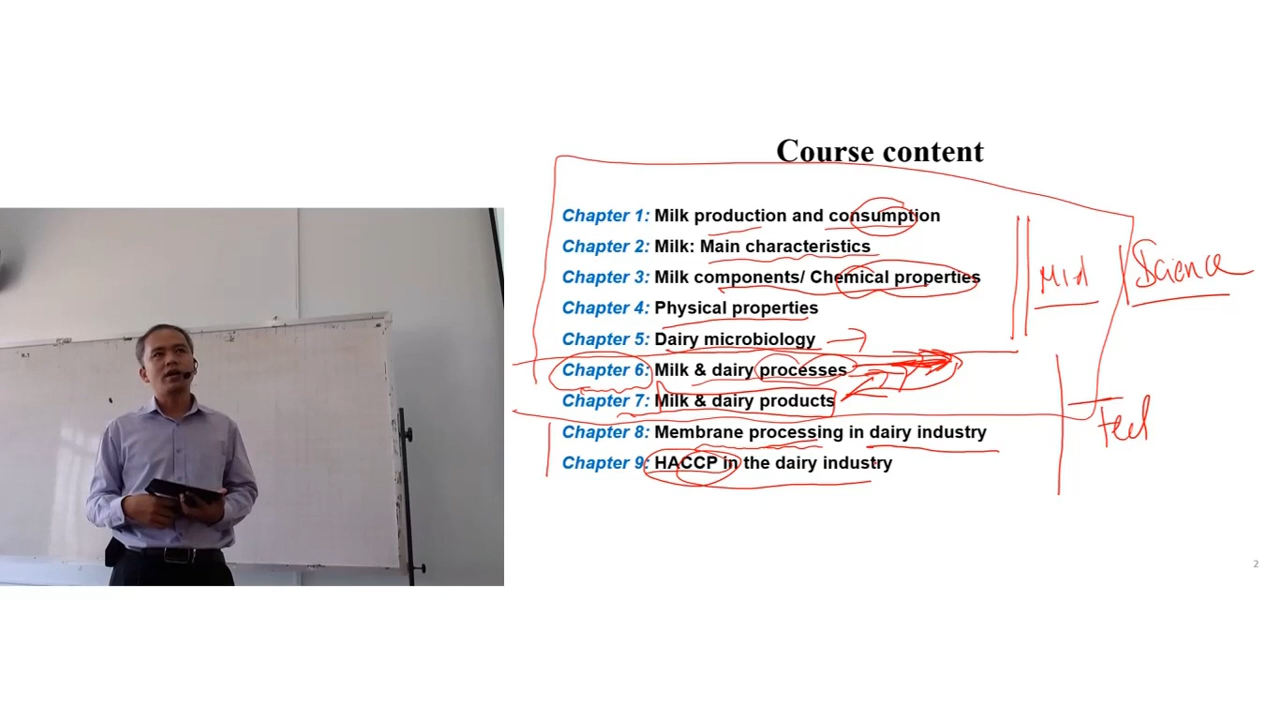 Course content
Chapter 1: Milk production and consumption
Chapter 2: Milk: Main characteristics
Chapter 3: Milk components/ Chemical properties
Chapter 4: Physical properties
Chapter 5: Dairy microbiology
Chapter 6: Milk & dairy processes
Chapter 7: Milk & dairy products
Chapter 8: Membrane processing in dairy industry
Chapter 9: HACCP in the dairy industry
Mid
Science
2